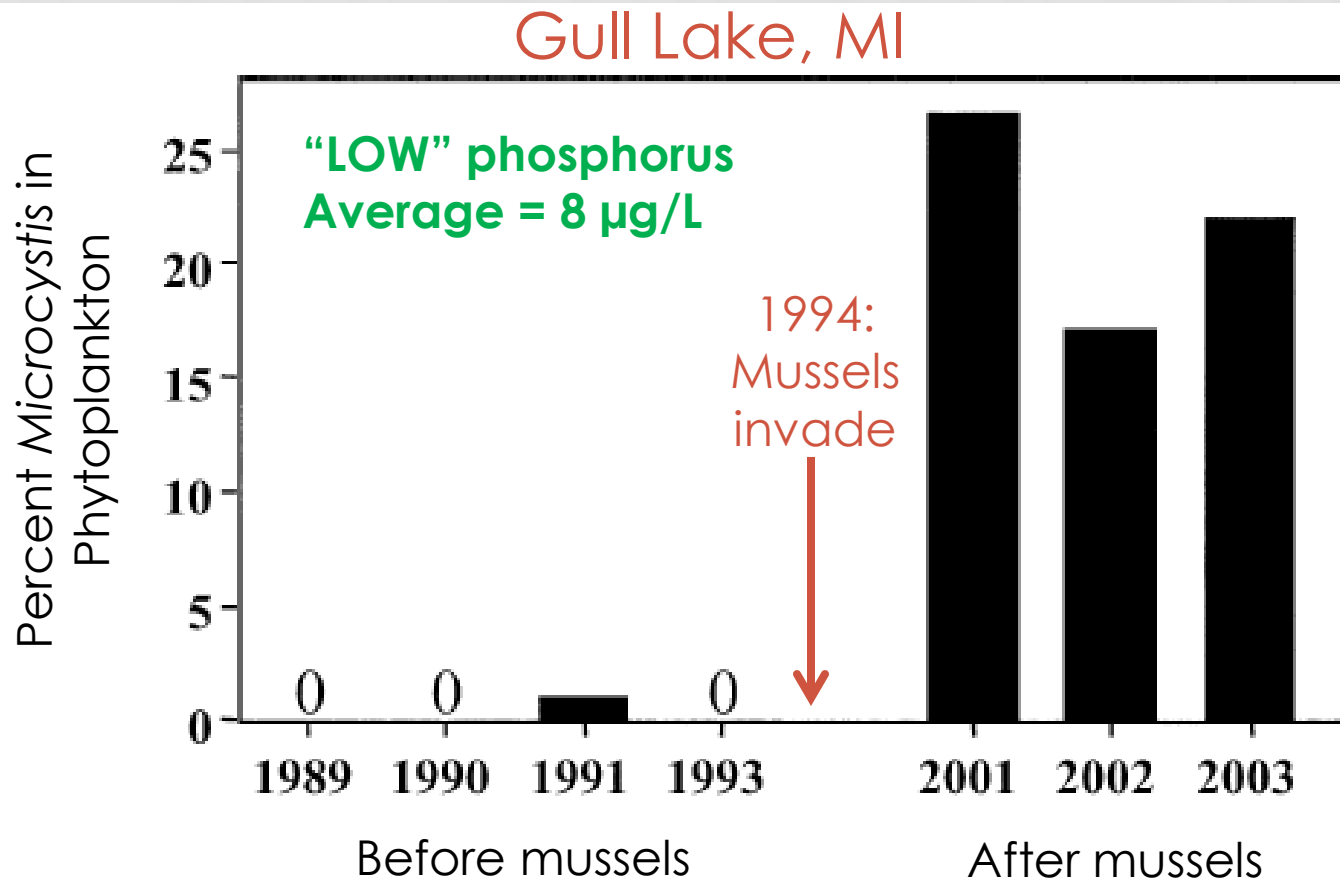 Gull Lake, MI
Percent Microcystis in
Phytoplankton
25
20
15
10
5
0
“LOW” phosphorus
Average = 8 µg/L
1994:
Mussels
invade
0 0 0
1989 1990 1991 1993 2001 2002 2003
Before mussels After mussels